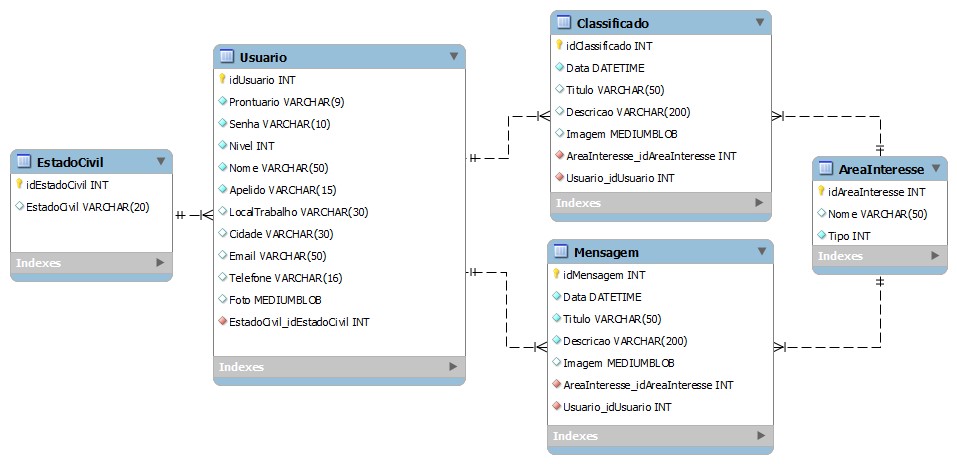 EstadoCivil
idEstadoCivil INT
EstadoCivil VARCHAR(20)
Indexes
Usuario
idUsuario INT
Prontuario VARCHAR(9)
Senha VARCHAR(10)
Nivel INT
Nome VARCHAR(50)
Apelido VARCHAR(15)
LocalTrabalho VARCHAR(30)
Cidade VARCHAR(30)
Email VARCHAR(50)
Telefone VARCHAR(16)
Foto MEDIUMBLOB
EstadoCivil_idEstadoCivil INT
Indexes
Classificado
idClassificado INT
Data DATETIME
Titulo VARCHAR(50)
Descricao VARCHAR(200)
Imagem MEDIUMBLOB
AreaInteresse_idAreaInteresse INT
Usuario_idUsuario INT
Indexes
Mensagem
idMensagem INT
Data DATETIME
Titulo VARCHAR(50)
Descricao VARCHAR(200)
Imagem MEDIUMBLOB
AreaInteresse_idAreaInteresse INT
Usuario_idUsuario INT
Indexes
AreaInteresse
idAreaInteresse INT
Nome VARCHAR(50)
Tipo INT
Indexes